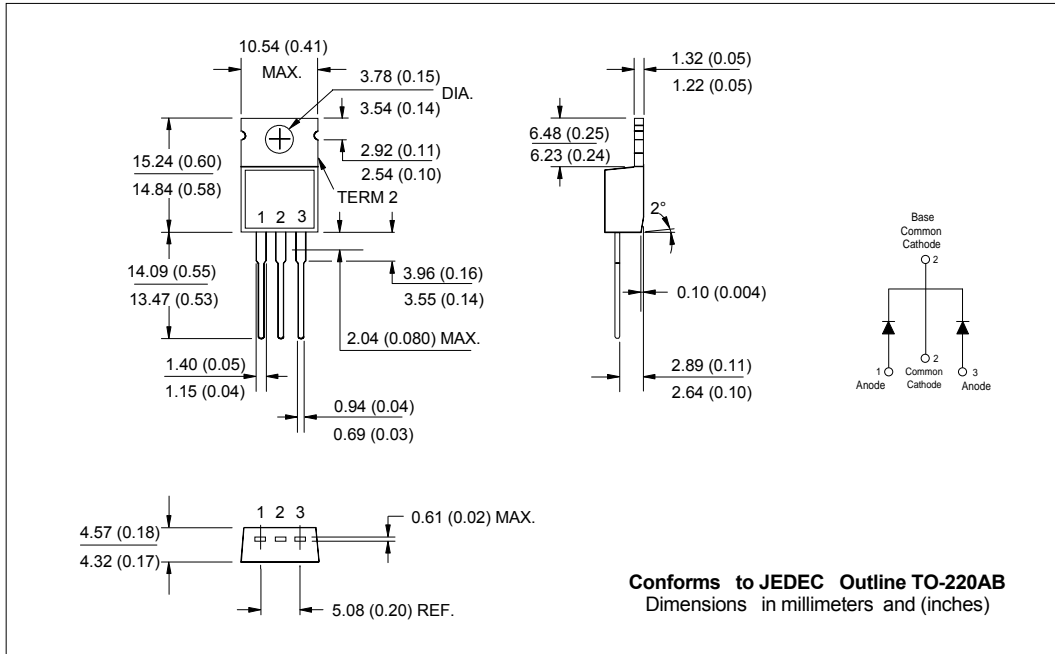 10.54 (0.41)
MAX.
3.78 (0.15)
DIA.
3.54 (0.14)
1.32 (0.05)
1.22 (0.05)
15.24 (0.60)
14.84 (0.58)
2.92 (0.11)
2.54 (0.10)
TERM 2
6.48 (0.25)
6.23 (0.24)
1 2 3
2°
14.09 (0.55)
13.47 (0.53)
3.96 (0.16)
3.55 (0.14)
0.10 (0.004)
2.04 (0.080) MAX.
1.40 (0.05)
1.15 (0.04)
2.89 (0.11)
2.64 (0.10)
0.94 (0.04)
0.69 (0.03)
Base
Common
Cathode
2
1
Anode
2
Common
Cathode
3
Anode
1 2 3
4.57 (0.18)
4.32 (0.17)
0.61 (0.02) MAX.
5.08 (0.20) REF.
Conforms to JEDEC Outline TO-220AB
Dimensions in millimeters and (inches)